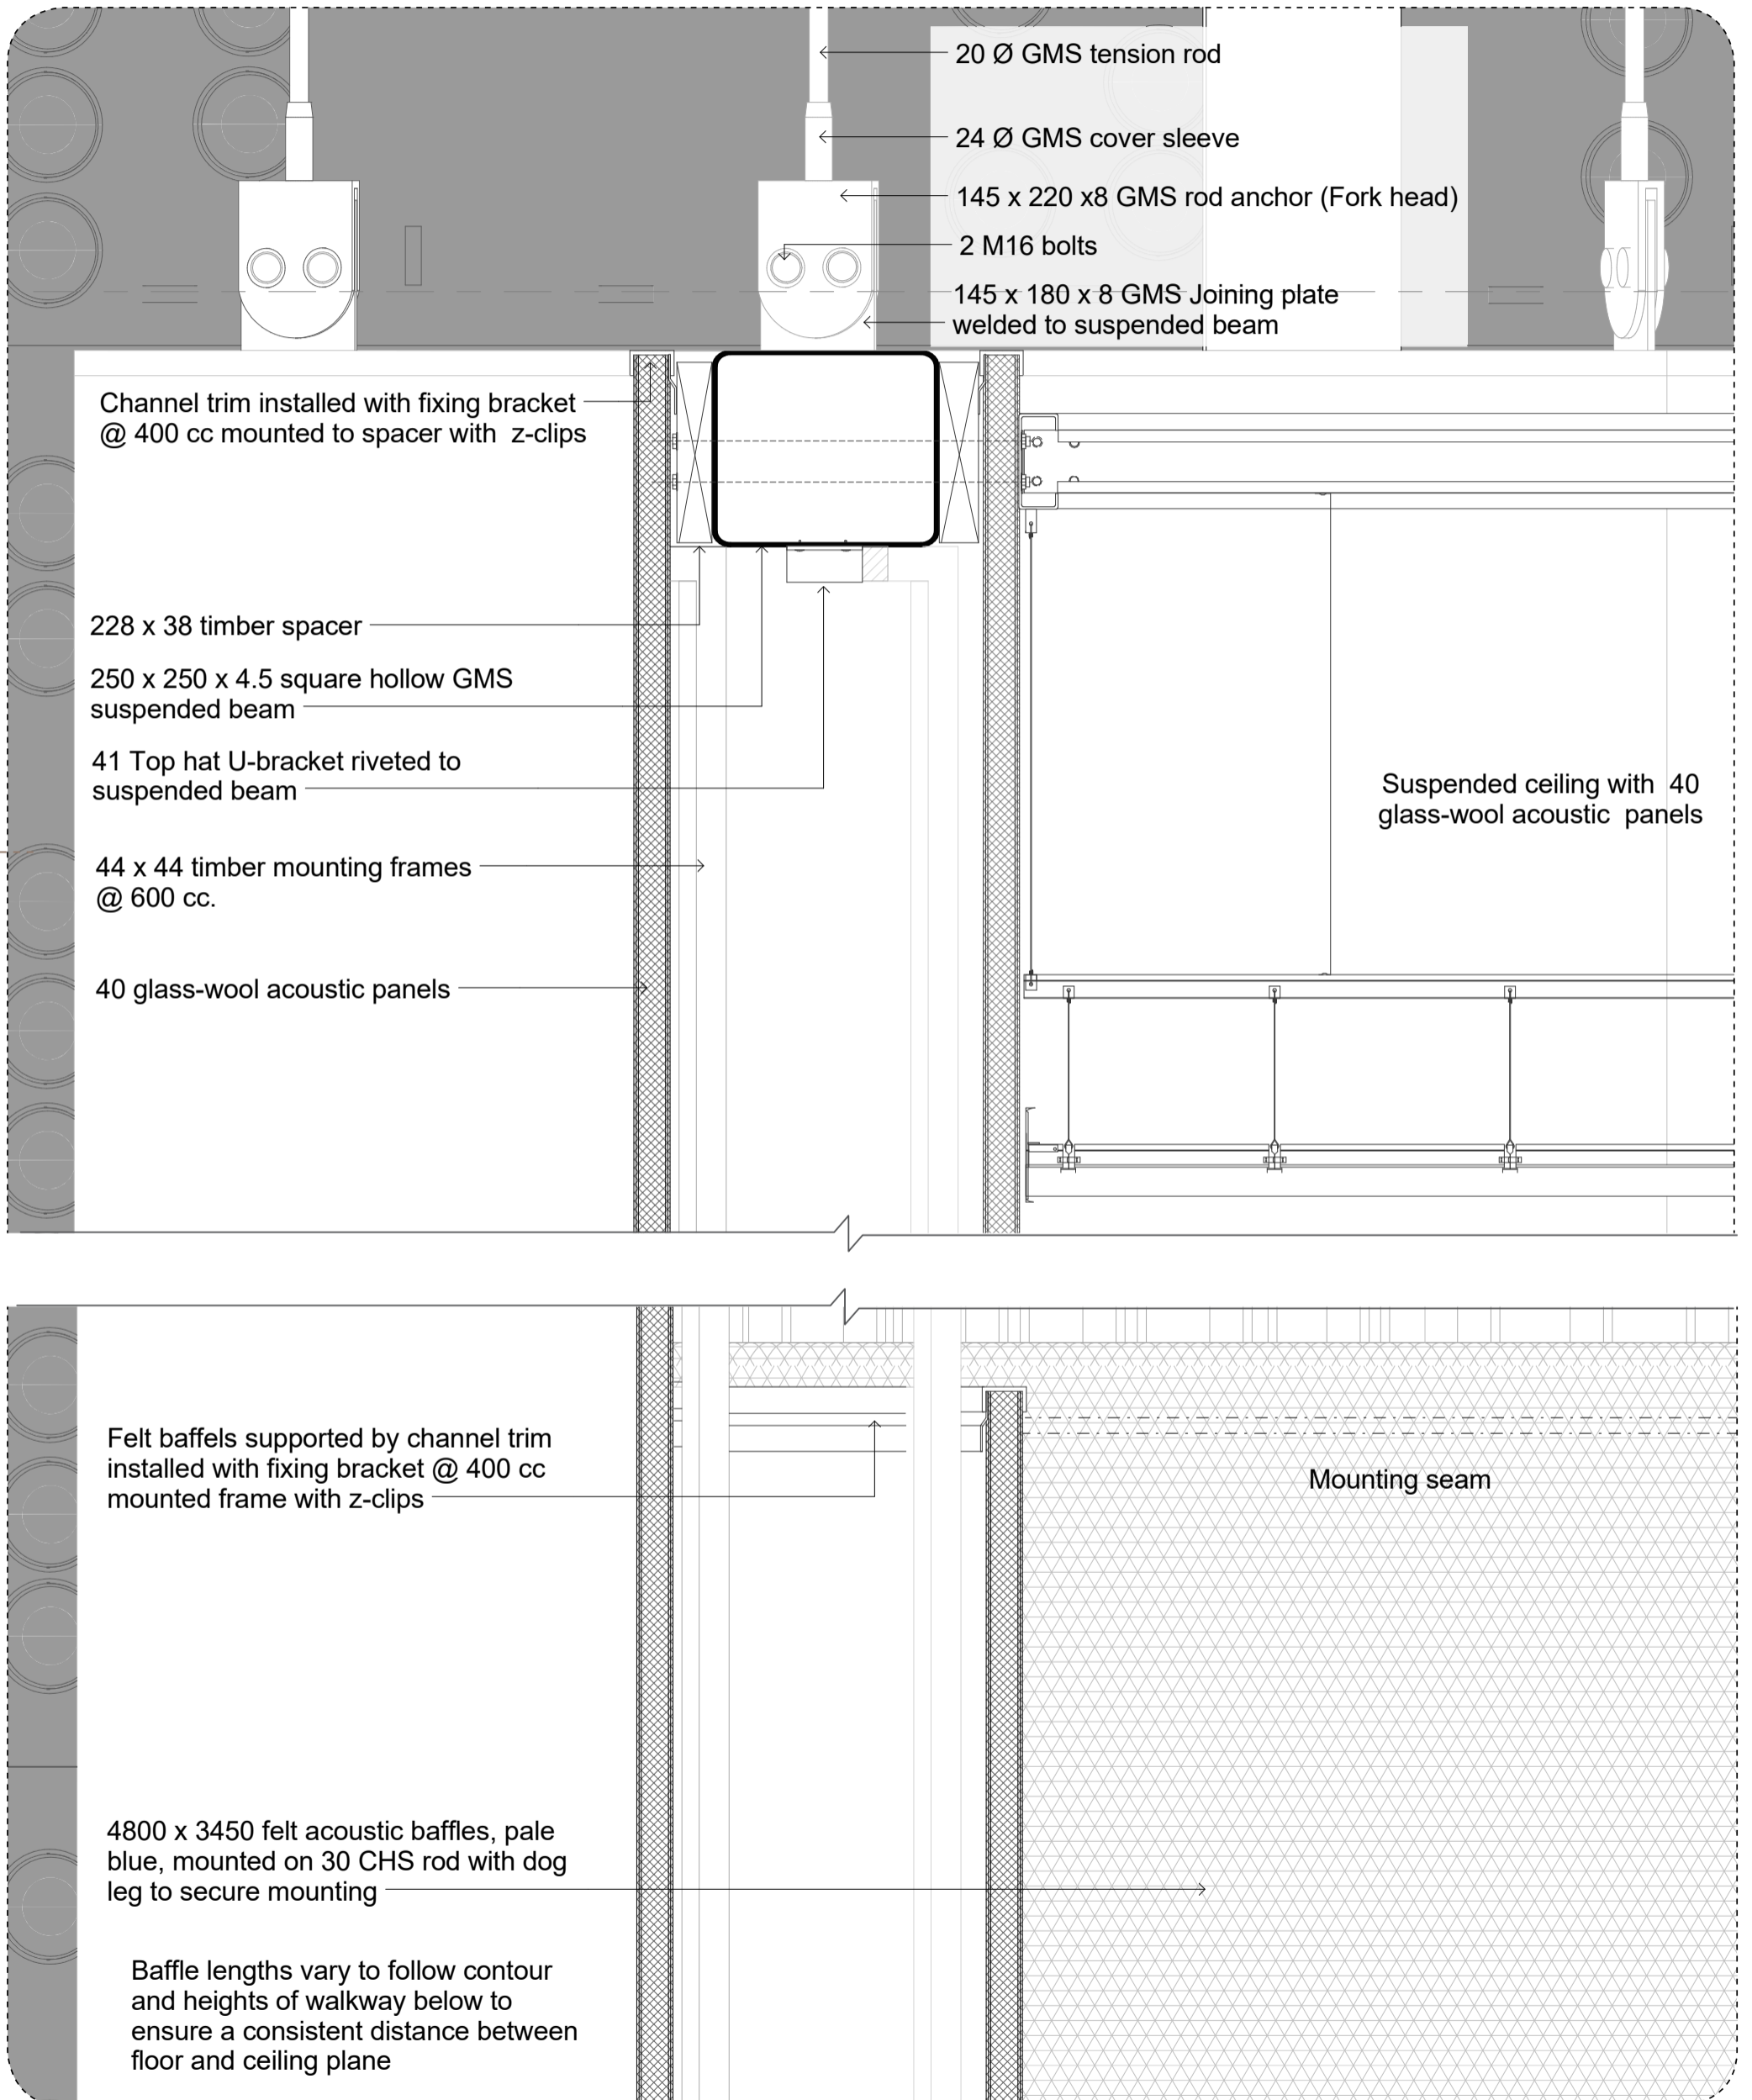 20 Ø GMS tension rod
24 Ø GMS cover sleeve
145 x 220 x8 GMS rod anchor (Fork head)
2 M16 bolts
145 x 180 x 8 GMS Joining plate
welded to suspended beam
Channel trim installed with fixing bracket
@ 400 cc mounted to spacer with z-clips
228 x 38 timber spacer
250 x 250 x 4.5 square hollow GMS
suspended beam
41 Top hat U-bracket riveted to
suspended beam
Suspended ceiling with 40
glass-wool acoustic panels
44 x 44 timber mounting frames
@ 600 cc.
40 glass-wool acoustic panels
Felt baffels supported by channel trim
installed with fixing bracket @ 400 cc
mounted frame with z-clips
Mounting seam
4800 x 3450 felt acoustic baffles, pale
blue, mounted on 30 CHS rod with dog
leg to secure mounting
Baffle lengths vary to follow contour
and heights of walkway below to
ensure a consistent distance between
floor and ceiling plane